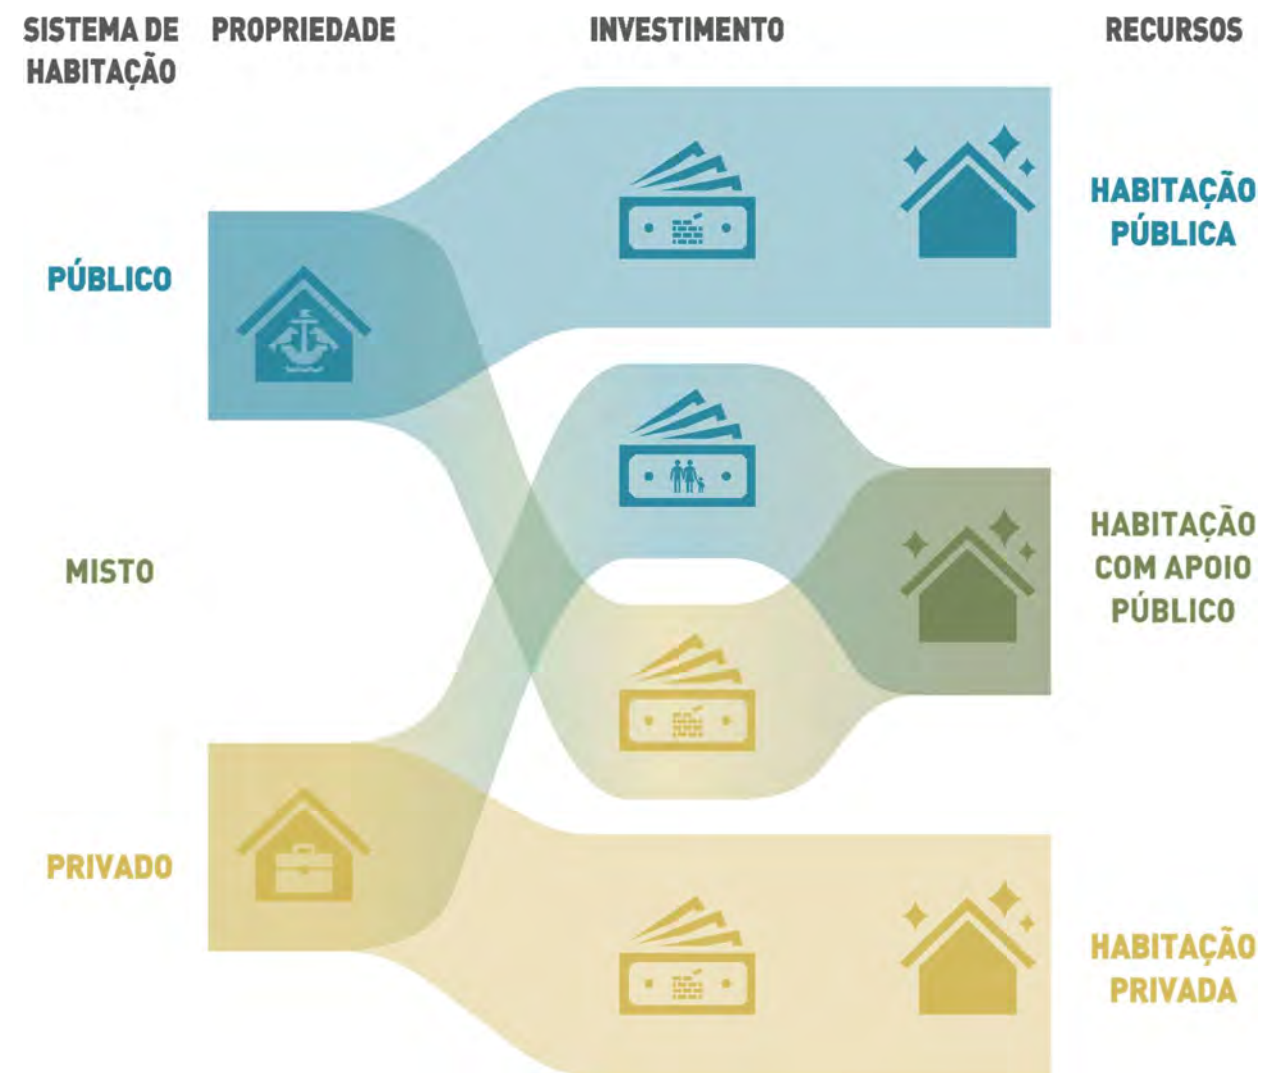 SISTEMA DE
HABITAÇÃO
PROPRIEDADE
INVESTIMENTO
RECURSOS
PÚBLICO
HABITAÇÃO
PÚBLICA
MISTO
HABITAÇÃO
COM APOIO
PÚBLICO
PRIVADO
HABITAÇÃO
PRIVADA